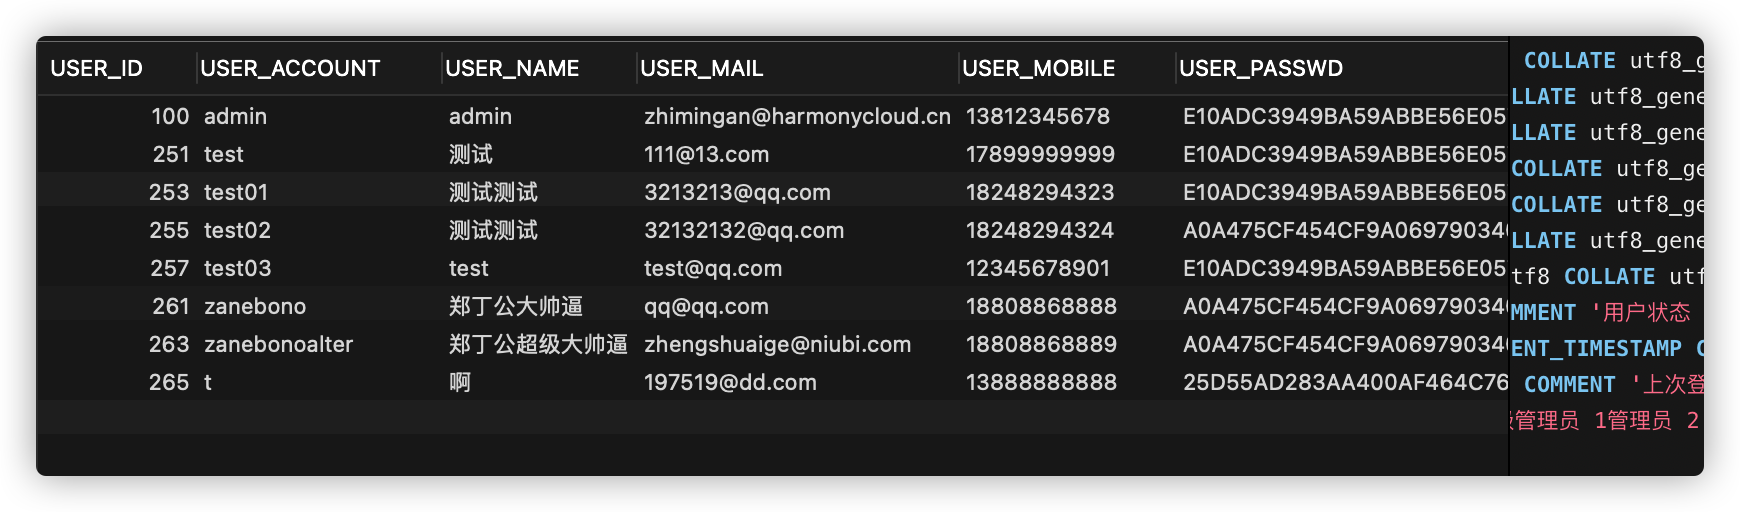 USER_ID USER_ACCOUNT USER_NAME USER_MAIL USER_MOBILE USER_PASSWD
100 admin admin zhimingan@harmonycloud.cn 13812345678 E10ADC3949BA59ABBE56E05
251 test 测试 111@13.com 17899999999 E10ADC3949BA59ABBE56E05
253 test01 测试测试 3213213@qq.com 18248294323 E10ADC3949BA59ABBE56E05
255 test02 测试测试 32132132@qq.com 18248294324 A0A475CF454CF9A06979034
257 test03 test test@qq.com 12345678901 E10ADC3949BA59ABBE56E05
261 zanebono 郑丁公大帅逼 qq@qq.com 18808868888 A0A475CF454CF9A06979034
263 zanebonoalter 郑丁公超级大帅逼 zhengshuaige@niubi.com 18808868889 A0A475CF454CF9A06979034
265 t 啊 197519@dd.com 13888888888 25D55AD283AA400AF464C76
COLLATE utf8_g
LLATE utf8_gene
LLATE utf8_gene
COLLATE utf8_ge
COLLATE utf8_ge
LLATE utf8_gene
tf8 COLLATE utf
MMENT '用户状态
ENT_TIMESTAMP C
COMMENT '上次登
管理员 1管理员 2